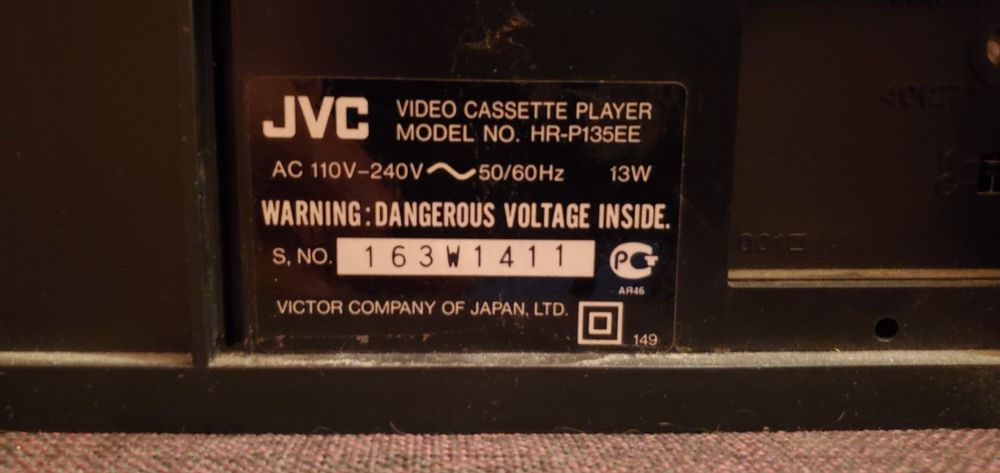 JVC
VIDEO CASSETTE PLAYER
MODEL NO. HR-P135EE
AC 110V-240V 50/60Hz 13W
WARNING: DANGEROUS VOLTAGE INSIDE.
S. NO. 163W1411
PCT
AR46
VICTOR COMPANY OF JAPAN, LTD.
149